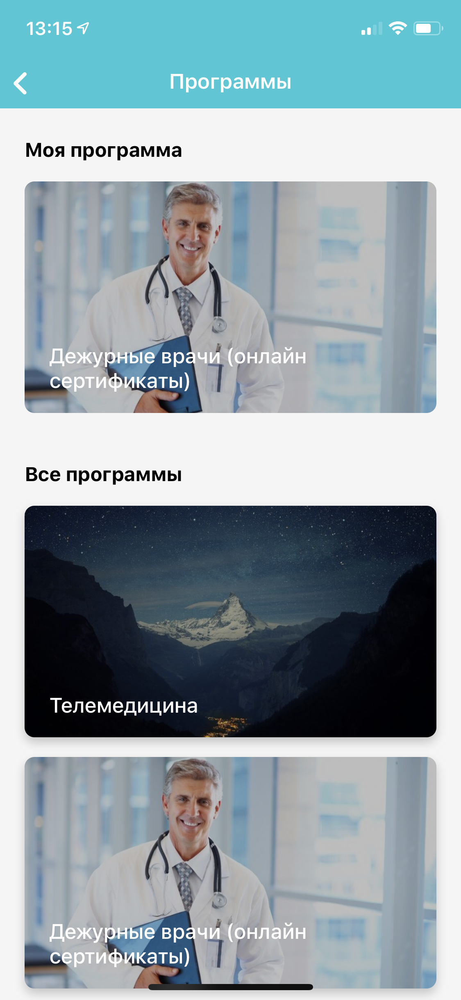 13:15
Программы
Моя программа
Дежурные врачи (онлайн
сертификаты)
Все программы
Телемедицина
Дежурные врачи (онлайн
сертификаты)